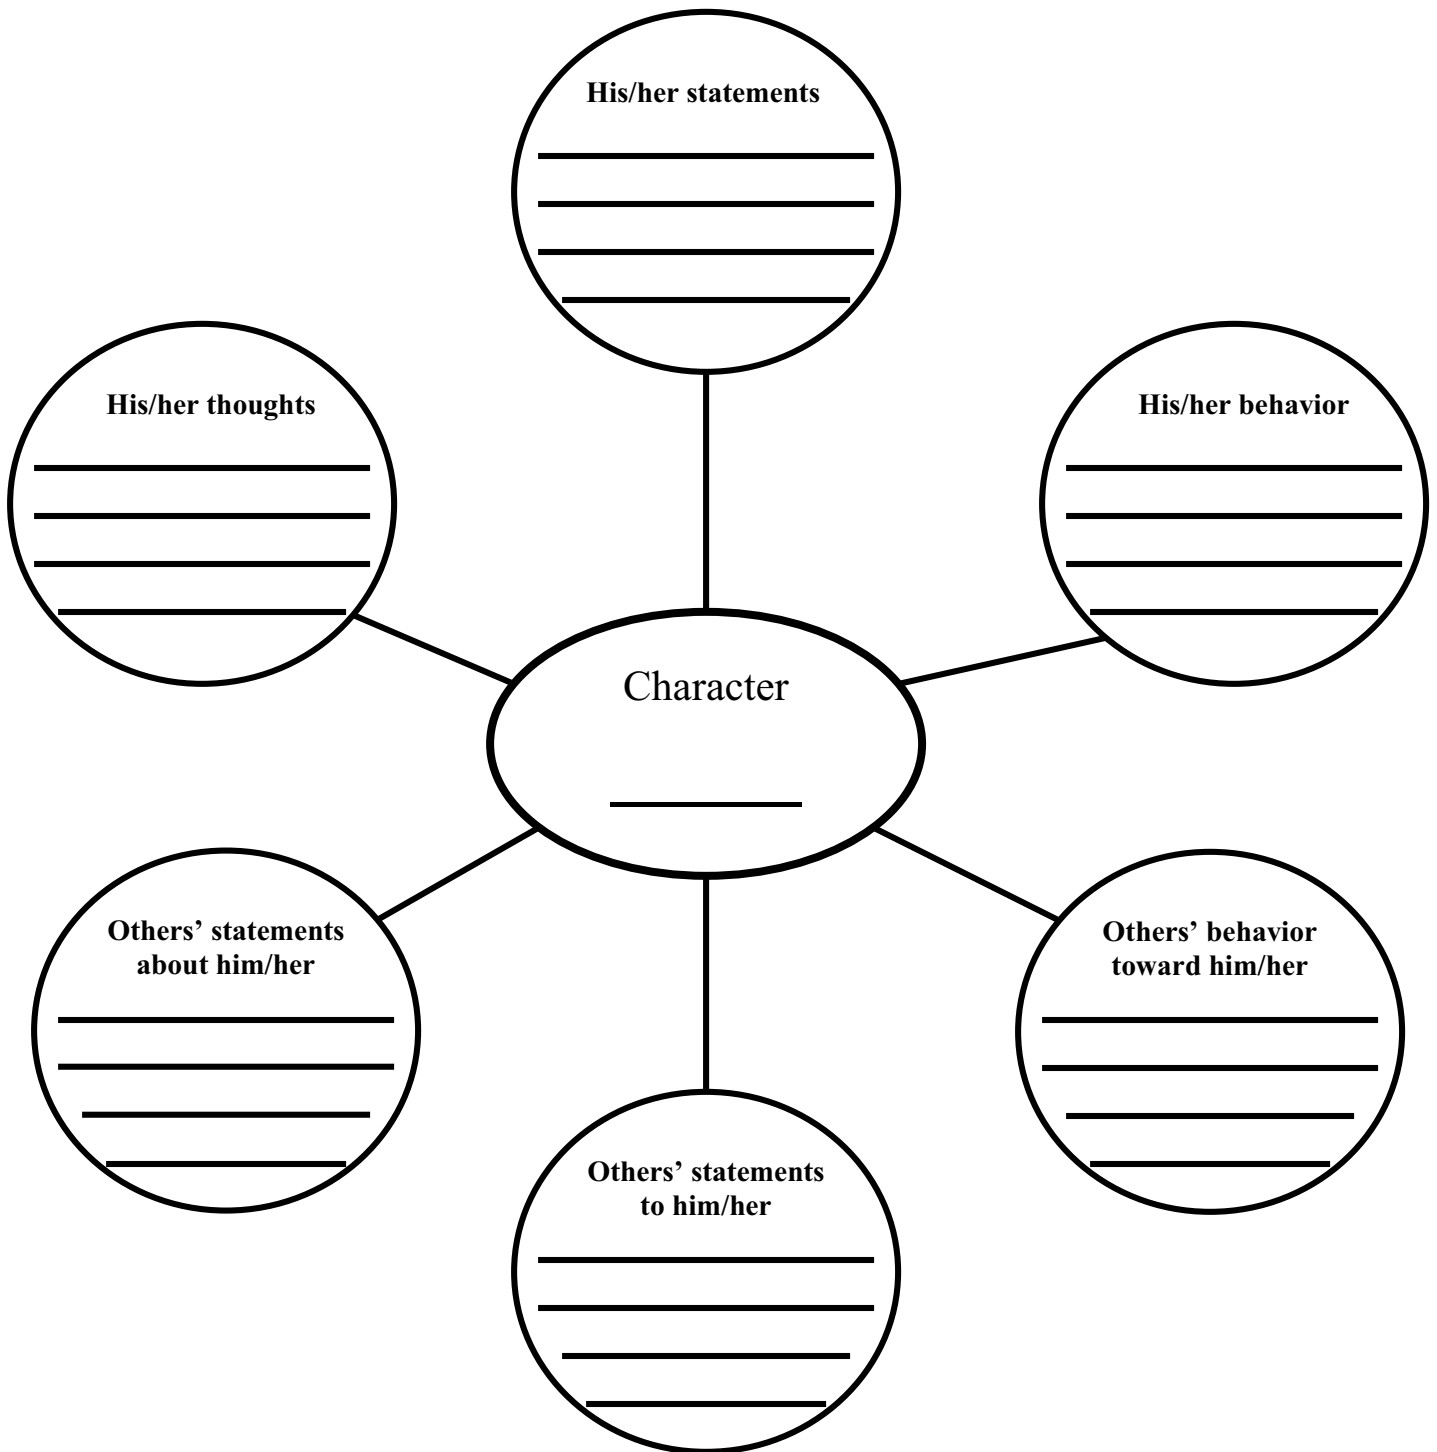 His/her statements
His/her thoughts
His/her behavior
Character
Others’ statements
about him/her
Others’ behavior
toward him/her
Others’ statements
to him/her